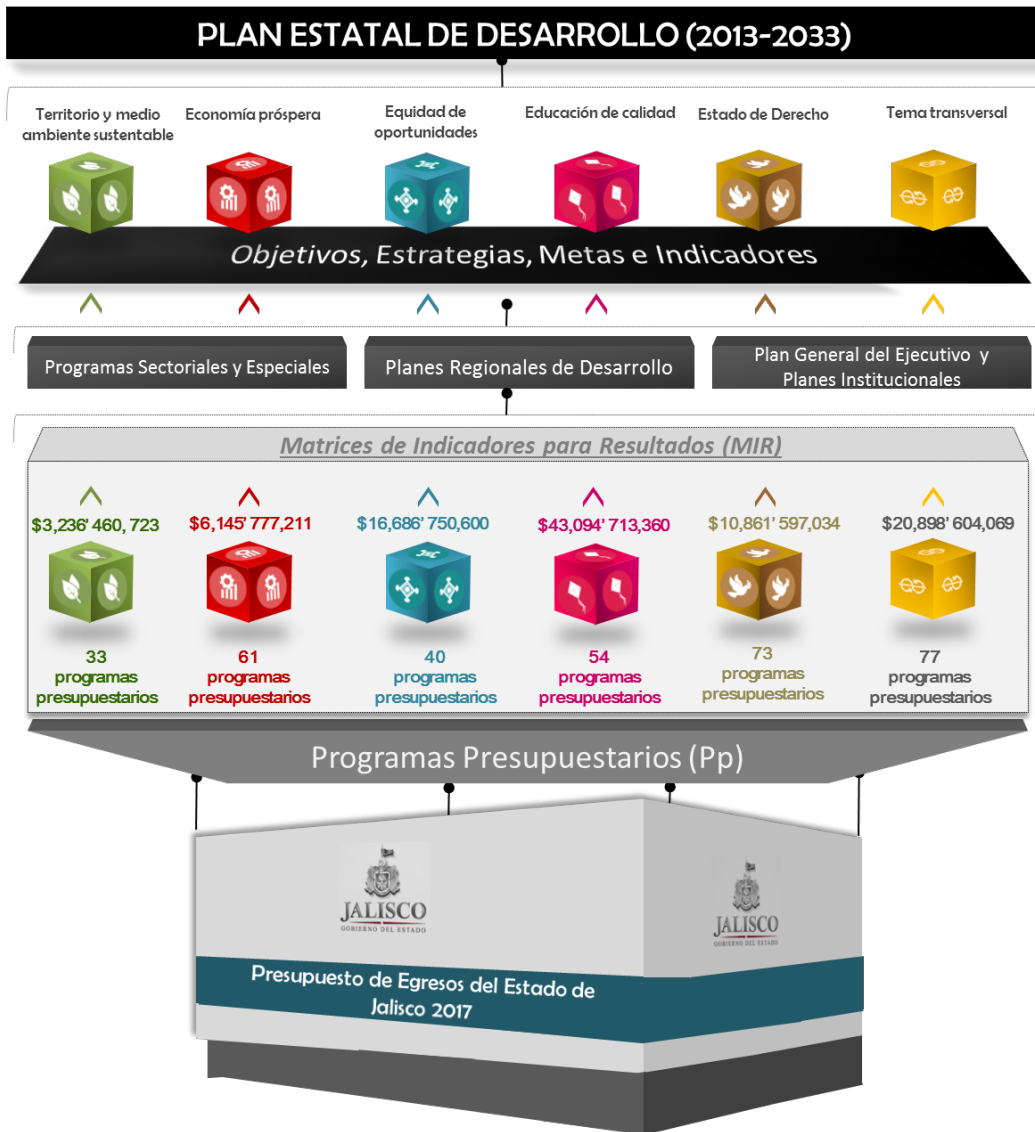 PLAN ESTATAL DE DESARROLLO (2013-2033)
Territorio y medio
ambiente sustentable
Economía próspera
Equidad de
oportunidades
Educación de calidad
Estado de Derecho
Tema transversal
Objetivos, Estrategias, Metas e Indicadores
Programas Sectoriales y Especiales
Planes Regionales de Desarrollo
Plan General del Ejecutivo y
Planes Institucionales
Matrices de Indicadores para Resultados (MIR)
$3,236' 460, 723
$6,145' 777,211
$16,686' 750,600
$43,094' 713,360
$10,861' 597,034
$20,898' 604,069
33
programas
presupuestarios
61
programas
presupuestarios
40
programas
presupuestarios
54
programas
presupuestarios
73
programas
presupuestarios
77
programas
presupuestarios
Programas Presupuestarios (Pp)
JALISCO
GOBIERNO DEL ESTADO
JALISCO
GOBIERNO DEL ESTADO
Presupuesto de Egresos del Estado de
Jalisco 2017